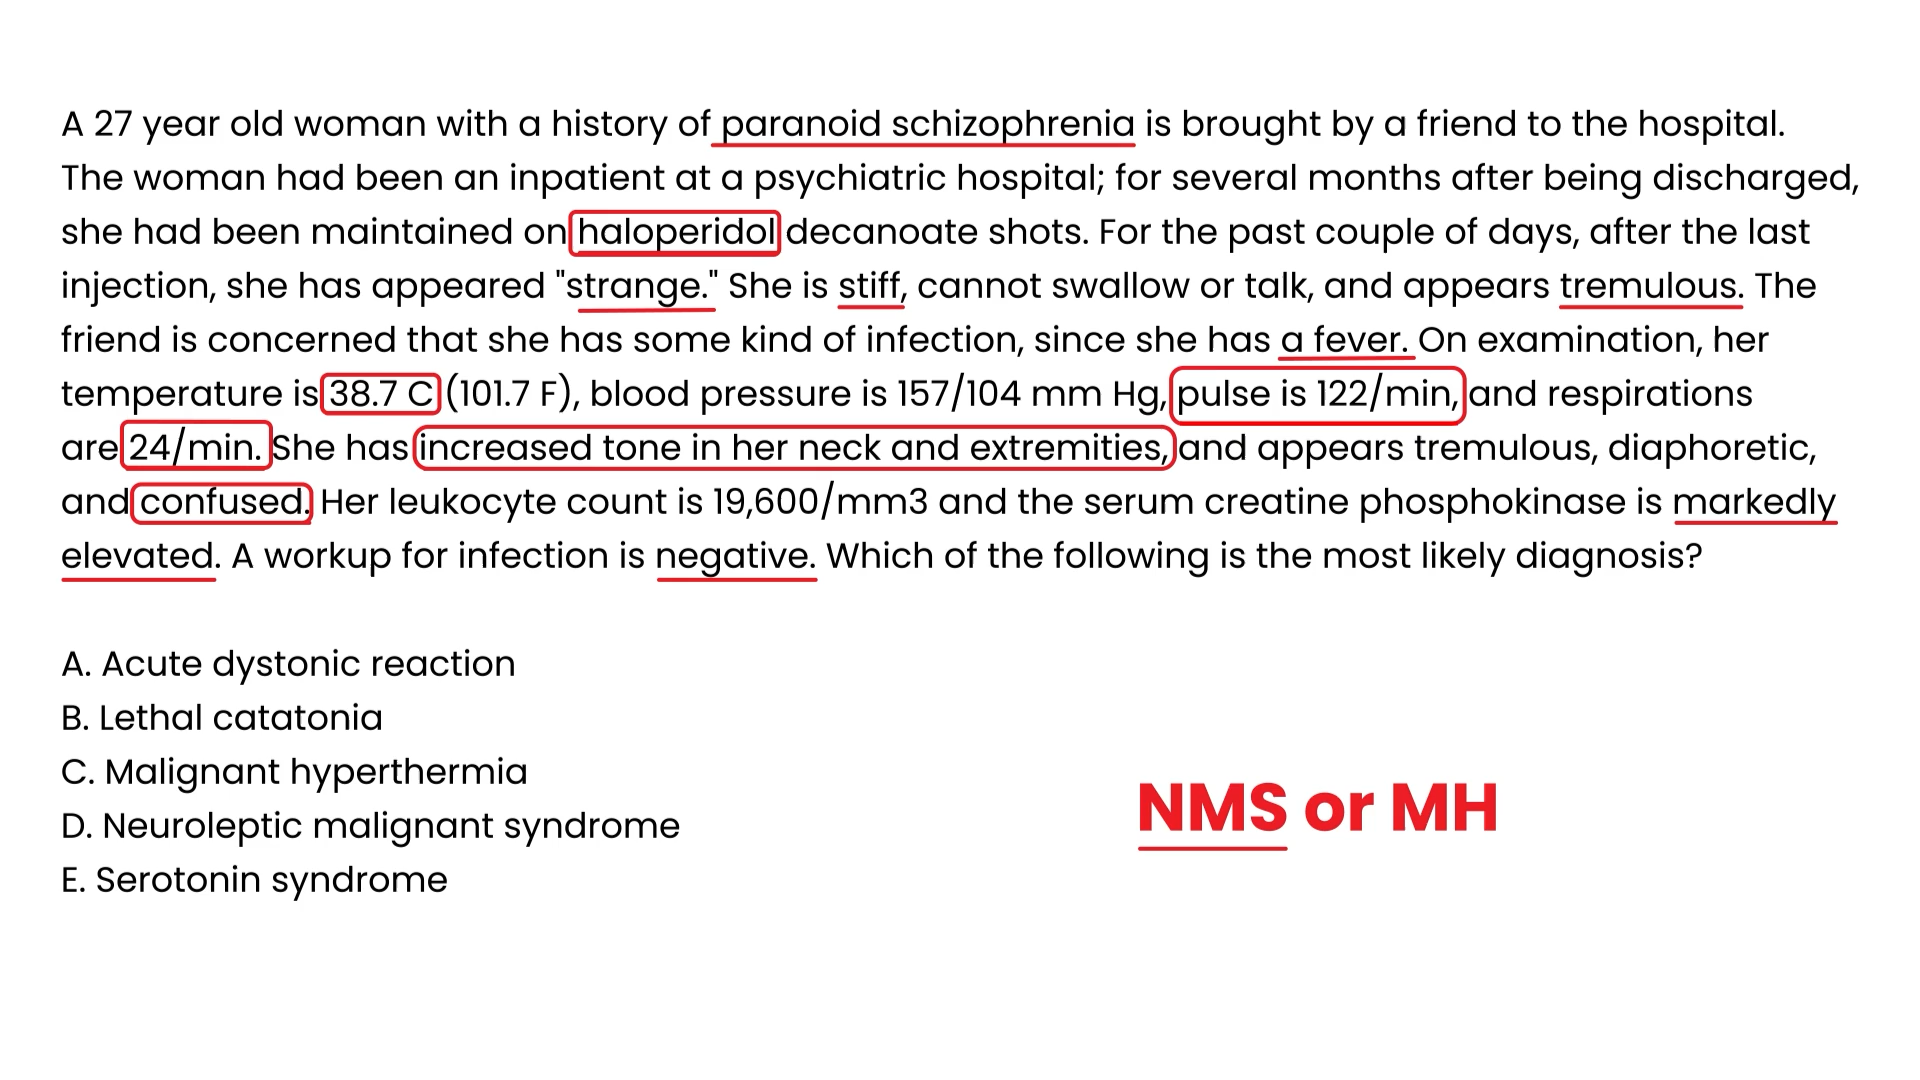 A 27 year old woman with a history of paranoid schizophrenia is brought by a friend to the hospital.
The woman had been an inpatient at a psychiatric hospital; for several months after being discharged,
she had been maintained on haloperidol decanoate shots. For the past couple of days, after the last
injection, she has appeared "strange." She is stiff, cannot swallow or talk, and appears tremulous. The
friend is concerned that she has some kind of infection, since she has a fever. On examination, her
temperature is 38.7 C (101.7 F), blood pressure is 157/104 mm Hg, pulse is 122/min, and respirations
are 24/min. She has increased tone in her neck and extremities, and appears tremulous, diaphoretic,
and confused. Her leukocyte count is 19,600/mm3 and the serum creatine phosphokinase is markedly
elevated. A workup for infection is negative. Which of the following is the most likely diagnosis?
A. Acute dystonic reaction
B. Lethal catatonia
C. Malignant hyperthermia
D. Neuroleptic malignant syndrome
E. Serotonin syndrome
NMS or MH